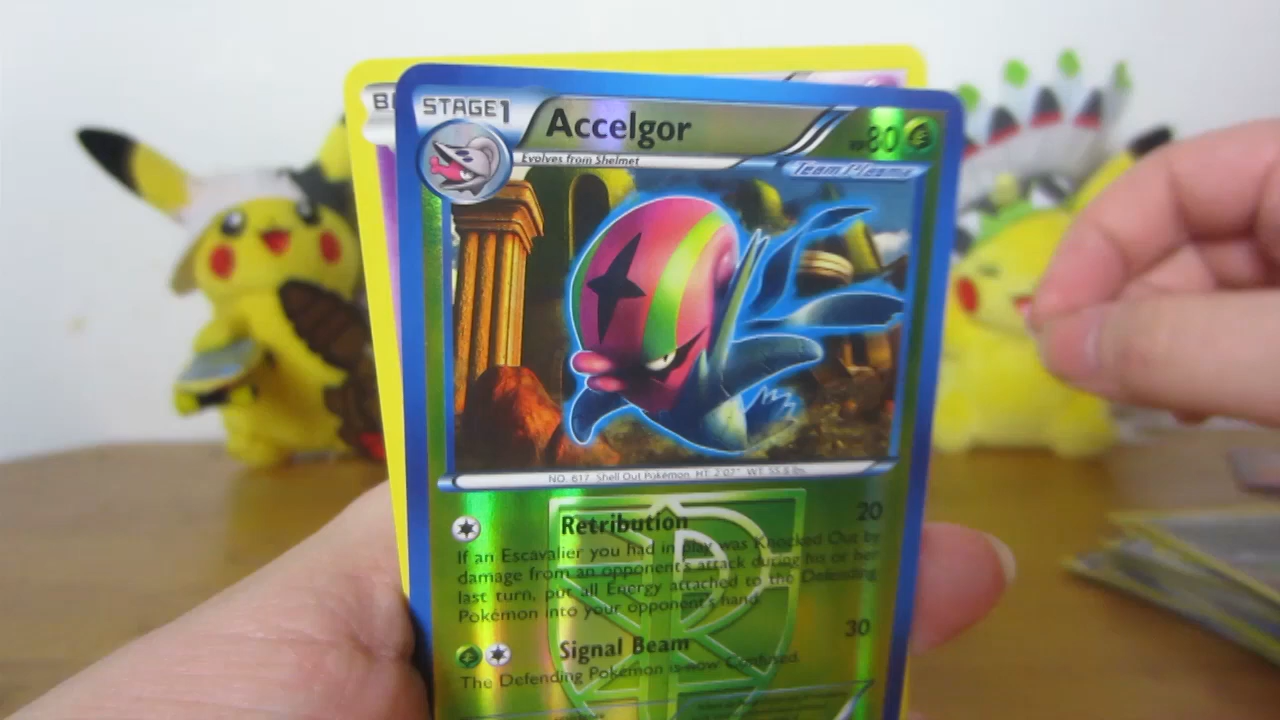 B
STAGE1 Accelgor HP80
Evolves from Shelmet
Team Plasma
NO. 617 Shell Out Pokémon HT: 2'07" WT: 55.8 lbs.
Retribution 20
If an Escavalier you had in play was Knocked Out by
damage from an opponent's attack during his or her
last turn, put all Energy attached to the Defending
Pokémon into your opponent's hand.
Signal Beam 30
The Defending Pokémon is now Confused.